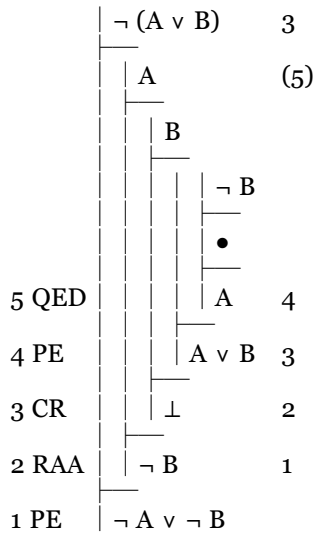 ¬ (A ∨ B) 3
A (5)
B
¬ B
●
5 QED A 4
4 PE A ∨ B 3
3 CR ⊥ 2
2 RAA ¬ B 1
1 PE ¬ A ∨ ¬ B